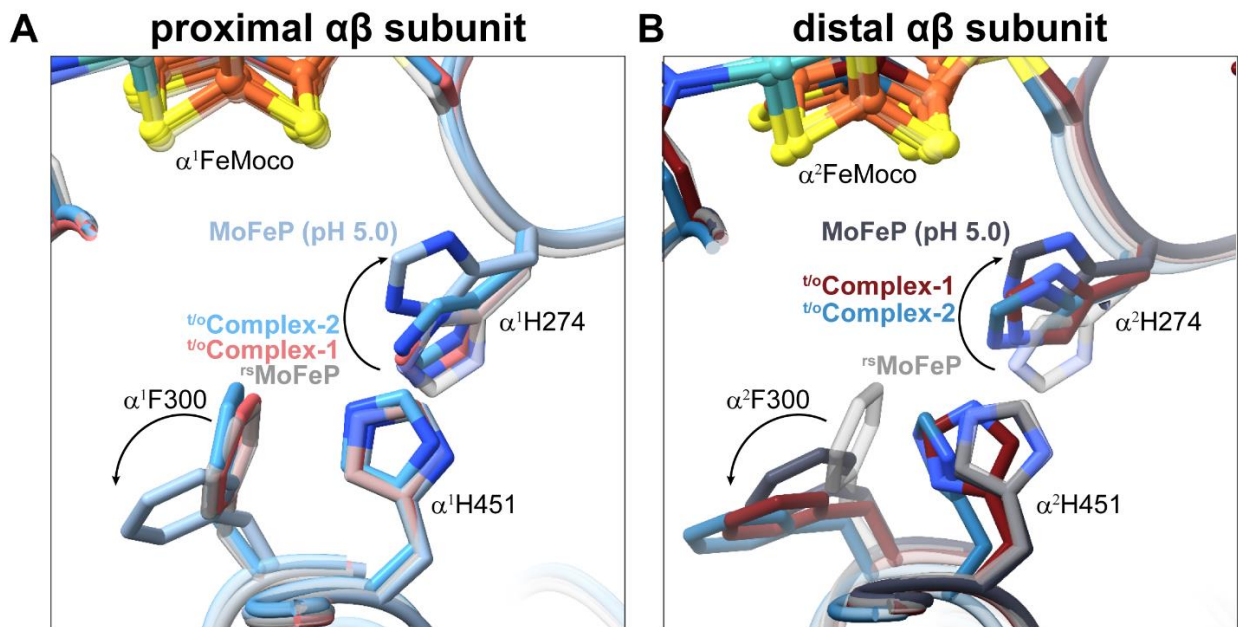 A proximal αβ subunit
α¹FeMoco
MoFeP (pH 5.0)
α¹H274
t/oComplex-2
t/oComplex-1
rsMoFeP
α¹F300
α¹H451
B distal αβ subunit
α²FeMoco
MoFeP (pH 5.0)
t/oComplex-1
t/oComplex-2
α²H274
rsMoFeP
α²F300
α²H451